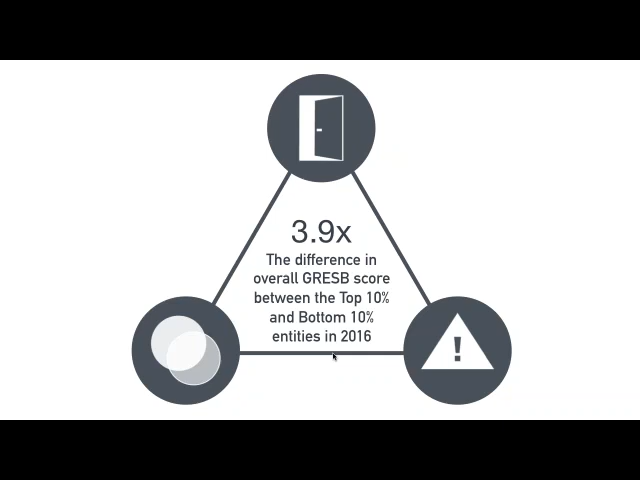 3.9x
The difference in
overall GRESB score
between the Top 10%
and Bottom 10%
entities in 2016
!